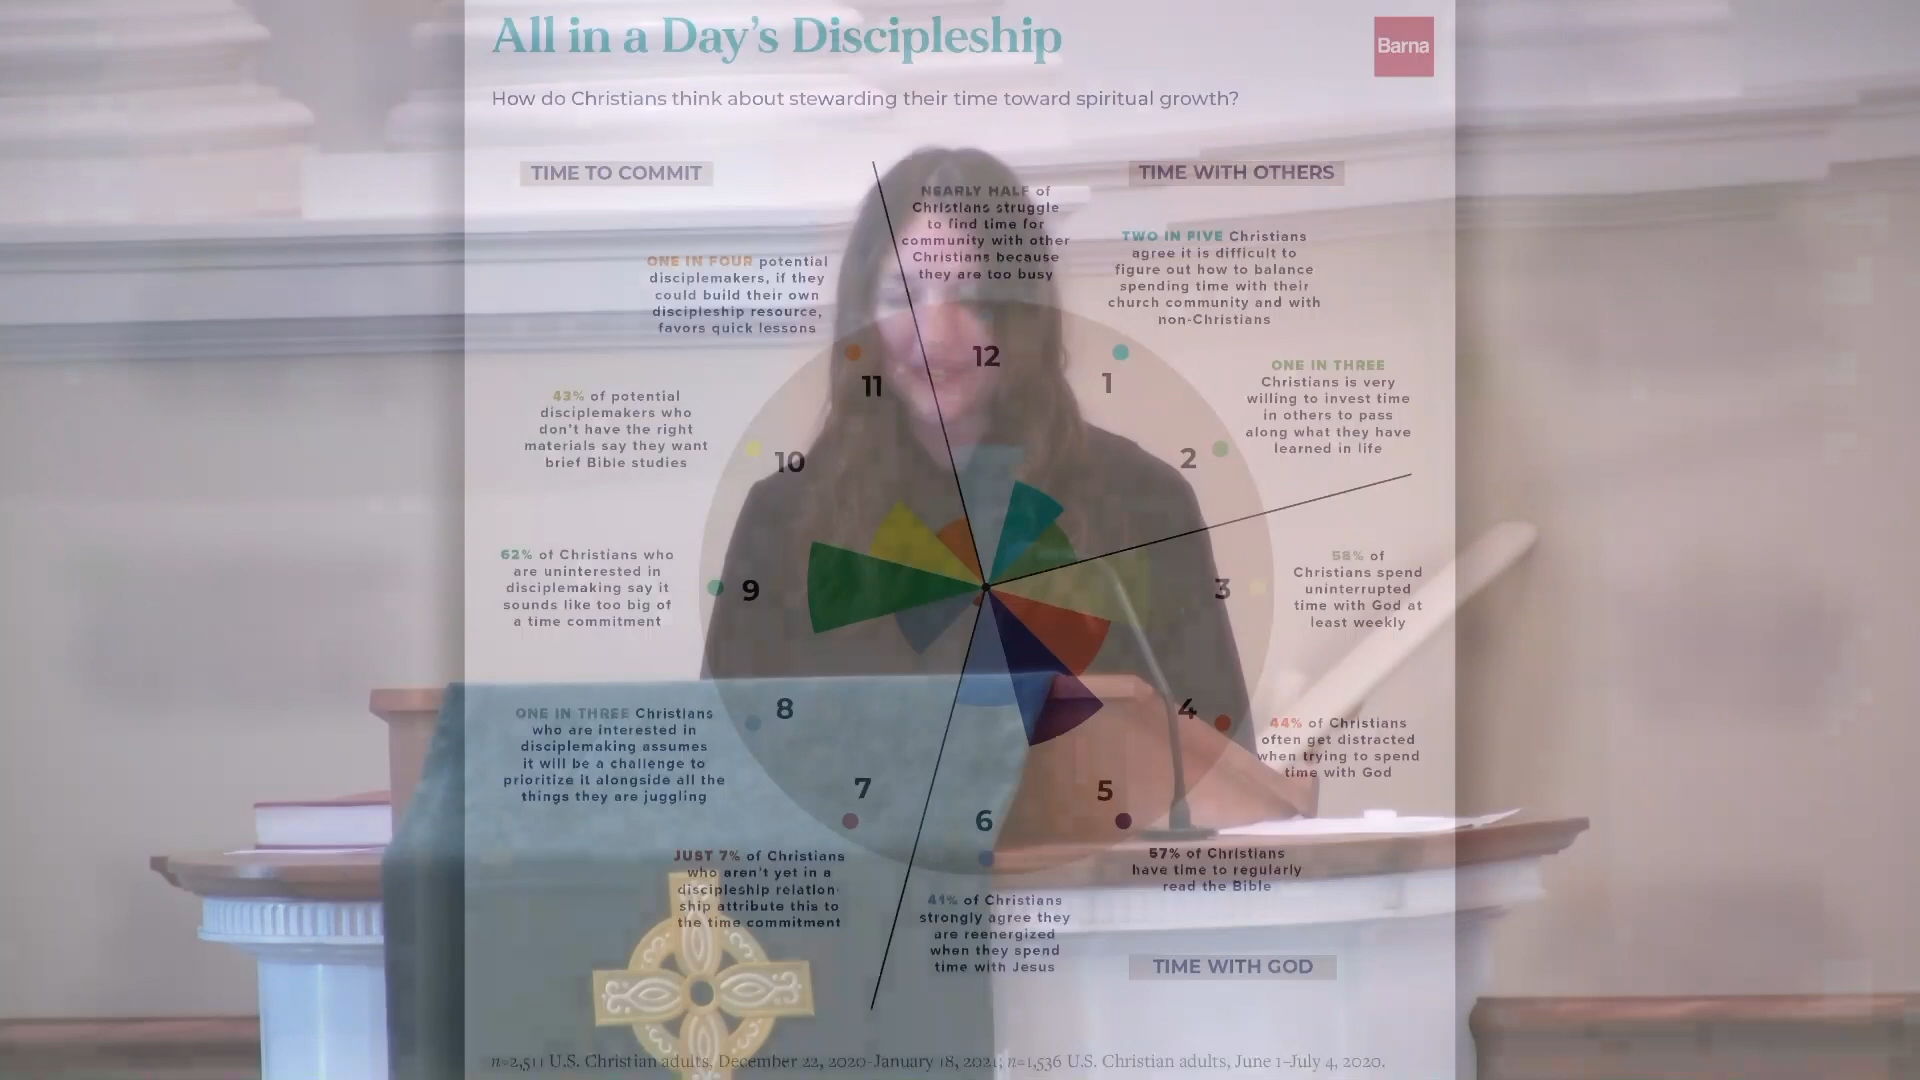 All in a Day's Discipleship
Barna
How do Christians think about stewarding their time toward spiritual growth?
TIME TO COMMIT
TIME WITH OTHERS
NEARLY HALF of
Christians struggle
to find time for
community with other
Christians because
they are too busy
TWO IN FIVE Christians
agree it is difficult to
figure out how to balance
spending time with their
church community and with
non-Christians
ONE IN THREE
Christians is very
willing to invest time
in others to pass
along what they have
learned in life
58% of
Christians spend
uninterrupted
time with God at
least weekly
44% of Christians
often get distracted
when trying to spend
time with God
57% of Christians
have time to regularly
read the Bible
TIME WITH GOD
41% of Christians
strongly agree they
are reenergized
when they spend
time with Jesus
JUST 7% of Christians
who aren't yet in a
discipleship relation-
ship attribute this to
the time commitment
ONE IN THREE Christians
who are interested in
disciplemaking assumes
it will be a challenge to
prioritize it alongside all the
things they are juggling
62% of Christians who
are uninterested in
disciplemaking say it
sounds like too big of
a time commitment
43% of potential
disciplemakers who
don't have the right
materials say they want
brief Bible studies
ONE IN FOUR potential
disciplemakers, if they
could build their own
discipleship resource,
favors quick lessons
12
1
2
3
4
5
6
7
8
9
10
11
n=2,511 U.S. Christian adults, December 22, 2020–January 18, 2021; n=1,536 U.S. Christian adults, June 1–July 4, 2020.